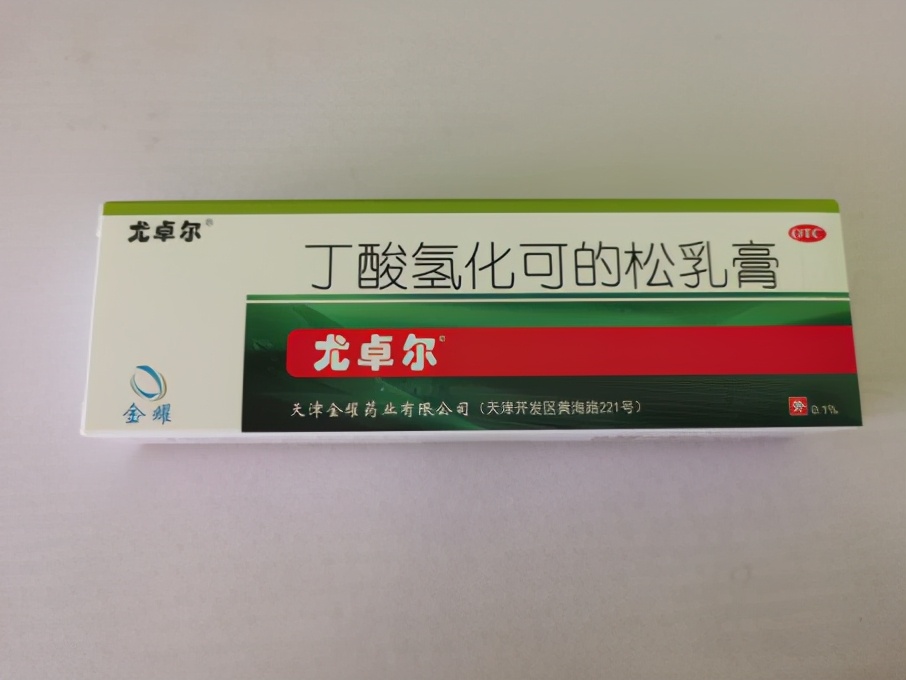 尤卓尔®
丁酸氢化可的松乳膏
OTC
尤卓尔®
金耀
天津金耀药业有限公司（天津开发区黄海路221号）
外 0.1%